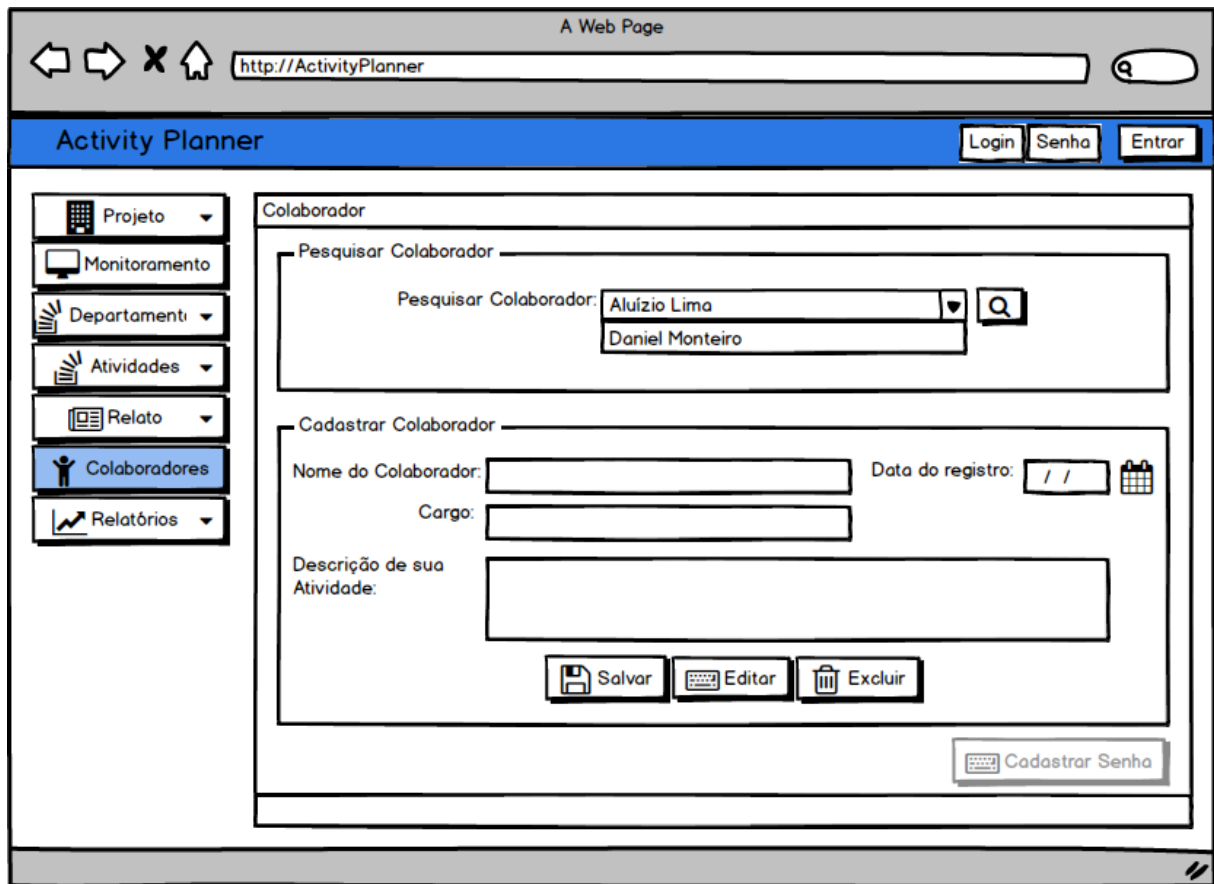 A Web Page
http://ActivityPlanner
Activity Planner
Login
Senha
Entrar
Projeto
Monitoramento
Departament
Atividades
Relato
Colaboradores
Relatórios
Colaborador
Pesquisar Colaborador
Pesquisar Colaborador:
Aluízio Lima
Daniel Monteiro
Cadastrar Colaborador
Nome do Colaborador:
Data do registro:
/ /
Cargo:
Descrição de sua
Atividade:
Salvar
Editar
Excluir
Cadastrar Senha